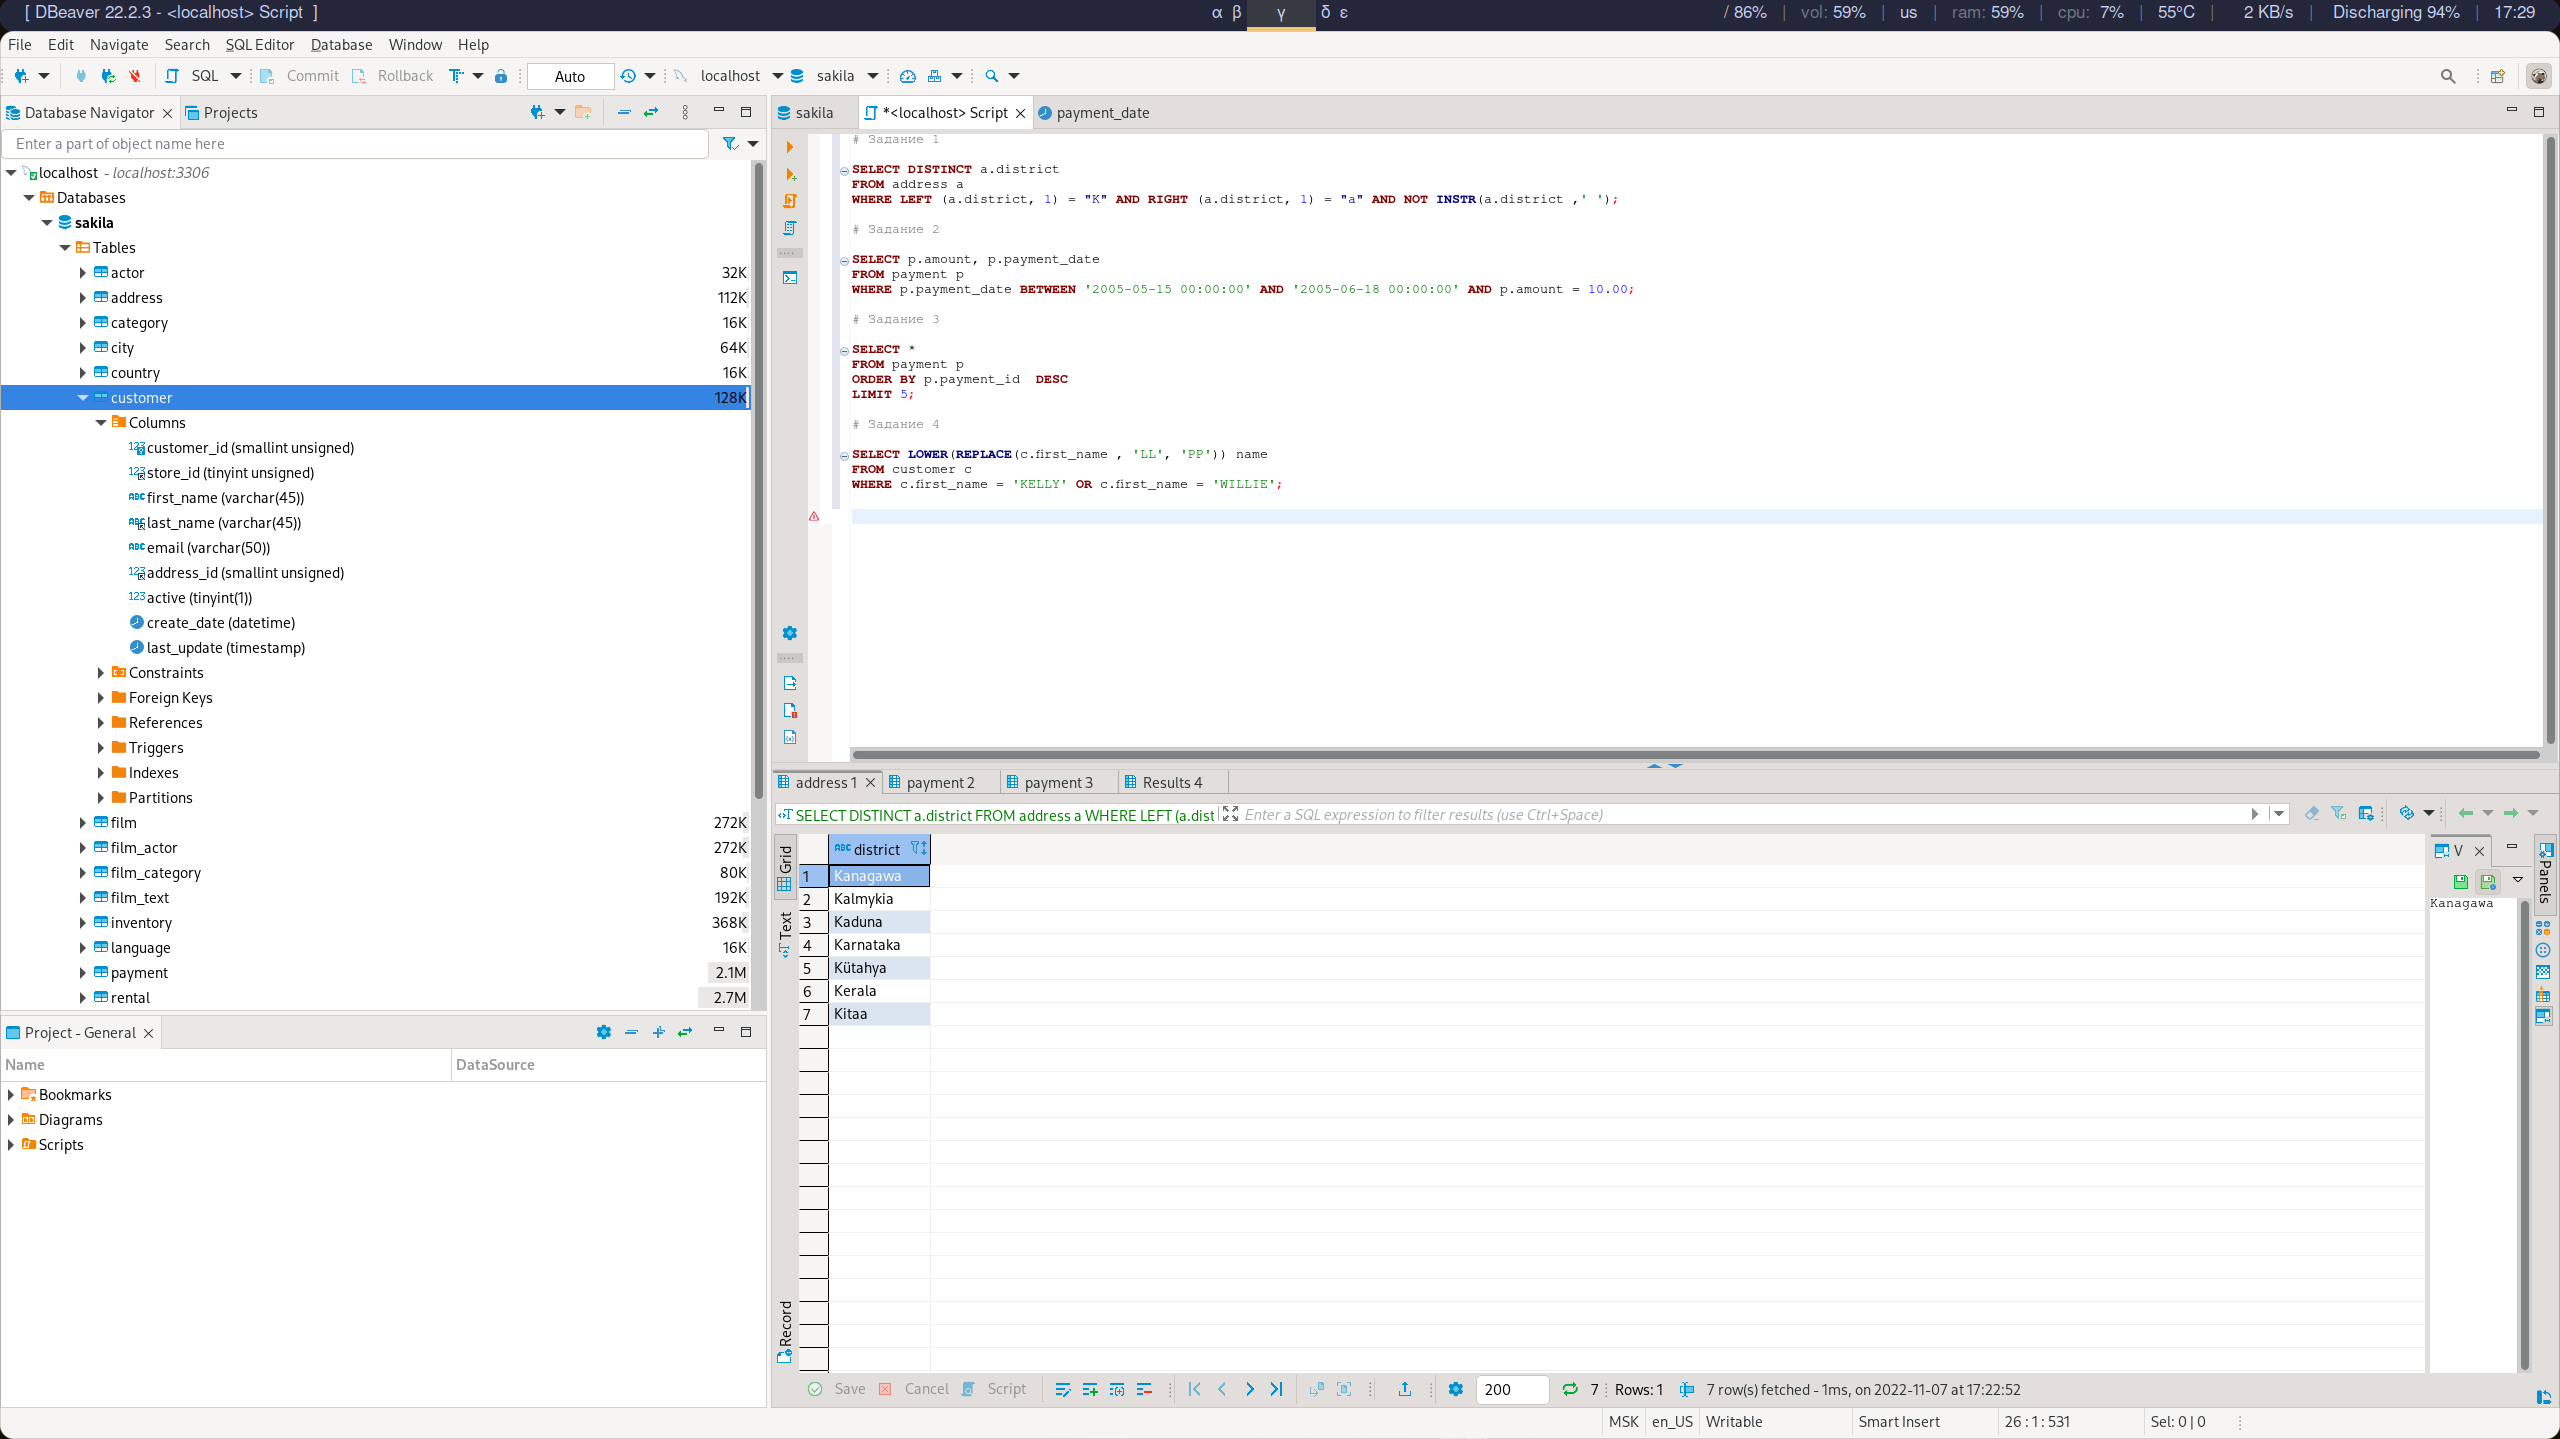 [ DBeaver 22.2.3 - <localhost> Script  ]
α β γ δ ε
/ 86% | vol: 59% | us | ram: 59% | cpu: 7% | 55°C | 2 KB/s | Discharging 94% | 17:29
File Edit Navigate Search SQL Editor Database Window Help
SQL Commit Rollback Auto localhost sakila
Database Navigator Projects
Enter a part of object name here
localhost - localhost:3306
Databases
sakila
Tables
actor 32K
address 112K
category 16K
city 64K
country 16K
customer 128K
Columns
customer_id (smallint unsigned)
store_id (tinyint unsigned)
first_name (varchar(45))
last_name (varchar(45))
email (varchar(50))
address_id (smallint unsigned)
active (tinyint(1))
create_date (datetime)
last_update (timestamp)
Constraints
Foreign Keys
References
Triggers
Indexes
Partitions
film 272K
film_actor 272K
film_category 80K
film_text 192K
inventory 368K
language 16K
payment 2.1M
rental 2.7M
Project - General
Name DataSource
Bookmarks
Diagrams
Scripts
sakila *<localhost> Script payment_date
# Задание 1
SELECT DISTINCT a.district
FROM address a
WHERE LEFT (a.district, 1) = "K" AND RIGHT (a.district, 1) = "a" AND NOT INSTR(a.district ,' ');
# Задание 2
SELECT p.amount, p.payment_date
FROM payment p
WHERE p.payment_date BETWEEN '2005-05-15 00:00:00' AND '2005-06-18 00:00:00' AND p.amount = 10.00;
# Задание 3
SELECT *
FROM payment p
ORDER BY p.payment_id  DESC
LIMIT 5;
# Задание 4
SELECT LOWER(REPLACE(c.first_name , 'LL', 'PP')) name
FROM customer c
WHERE c.first_name = 'KELLY' OR c.first_name = 'WILLIE';
address 1 payment 2 payment 3 Results 4
SELECT DISTINCT a.district FROM address a WHERE LEFT (a.dist Enter a SQL expression to filter results (use Ctrl+Space)
Grid
Text
Record
ABC district
1 Kanagawa
2 Kalmykia
3 Kaduna
4 Karnataka
5 Kütahya
6 Kerala
7 Kitaa
V
Kanagawa
Panels
Save Cancel Script 200 7 Rows: 1 7 row(s) fetched - 1ms, on 2022-11-07 at 17:22:52
MSK en_US Writable Smart Insert 26 : 1 : 531 Sel: 0 | 0